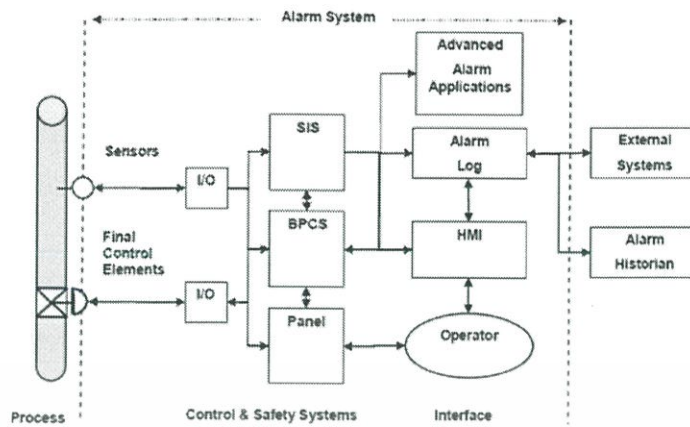 Alarm System
Advanced
Alarm
Applications
SIS
Alarm
Log
External
Systems
Sensors
I/O
BPCS
HMI
Alarm
Historian
Final
Control
Elements
I/O
Panel
Operator
Process
Control & Safety Systems
Interface